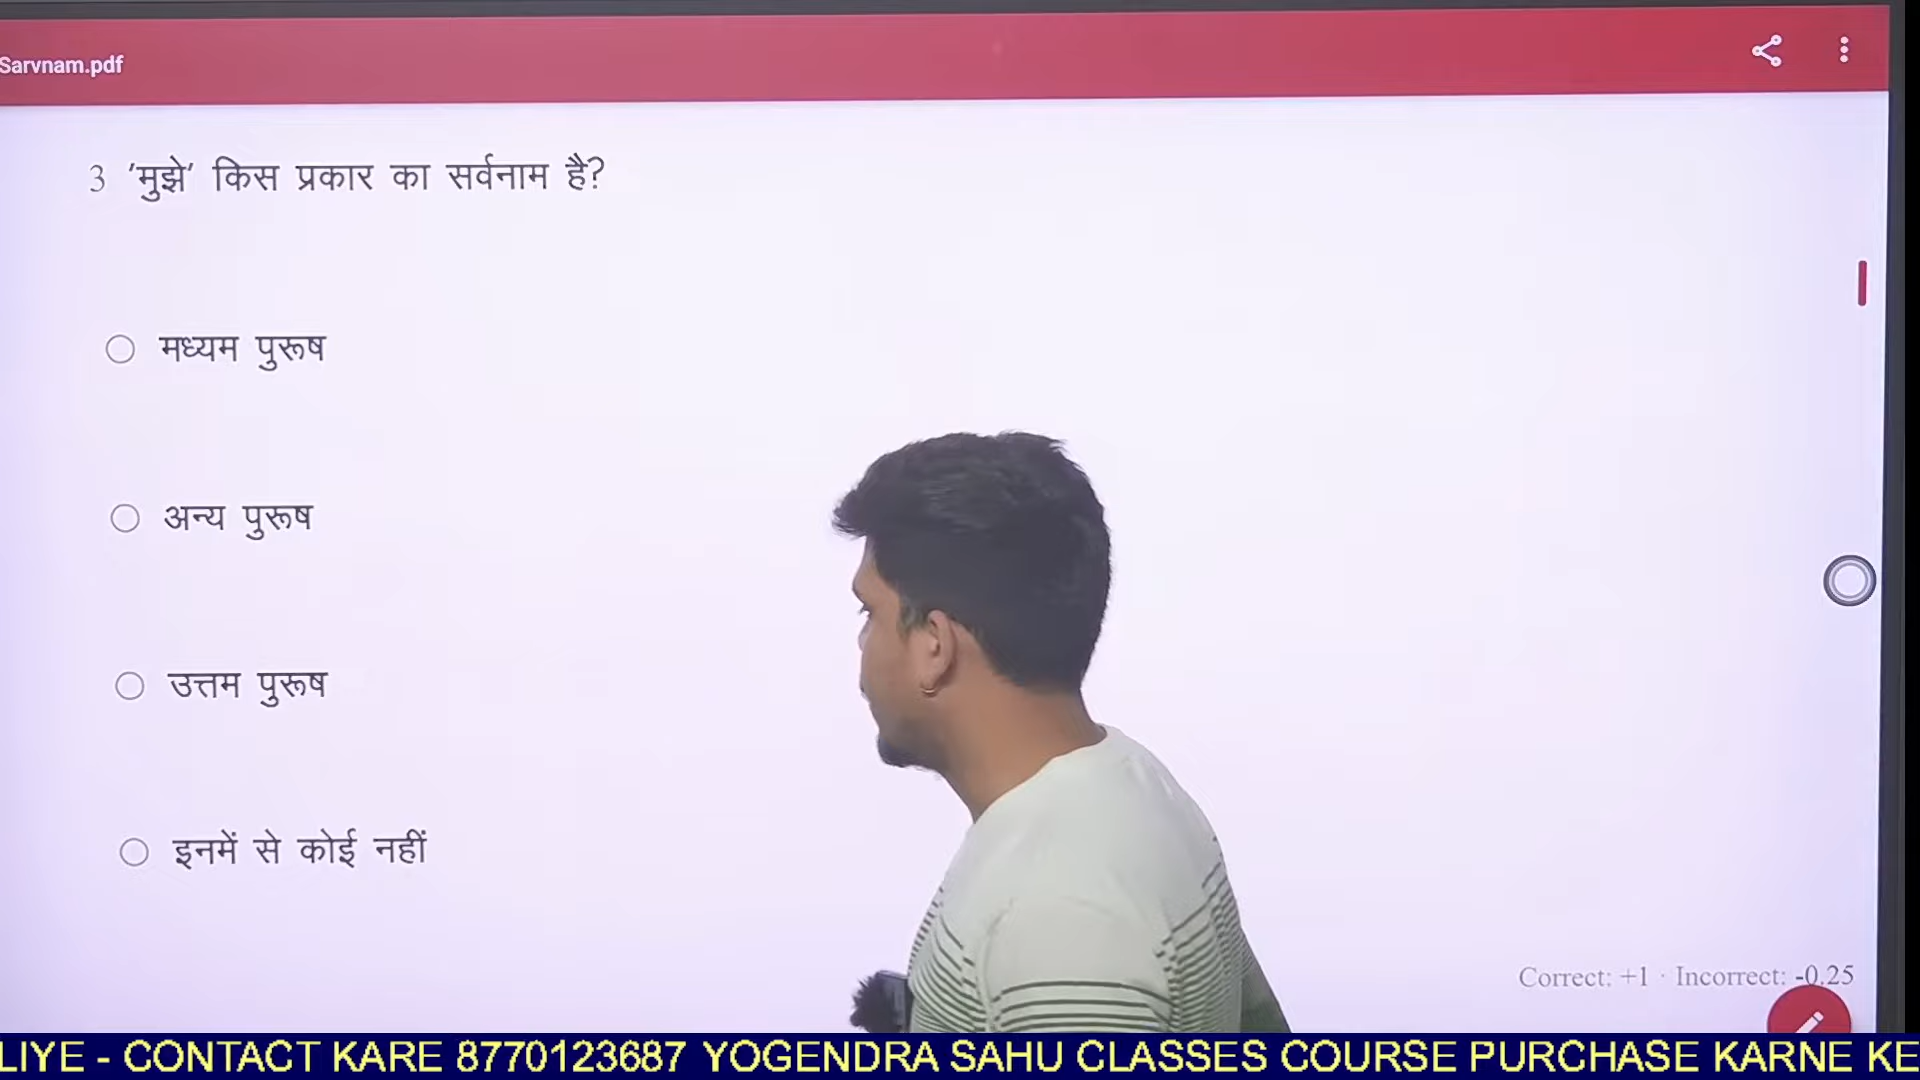 Sarvnam.pdf
3 'मुझे' किस प्रकार का सर्वनाम है?
मध्यम पुरूष
अन्य पुरूष
उत्तम पुरूष
इनमें से कोई नहीं
Correct: +1 · Incorrect: -0.25
LIYE - CONTACT KARE 8770123687 YOGENDRA SAHU CLASSES COURSE PURCHASE KARNE KE